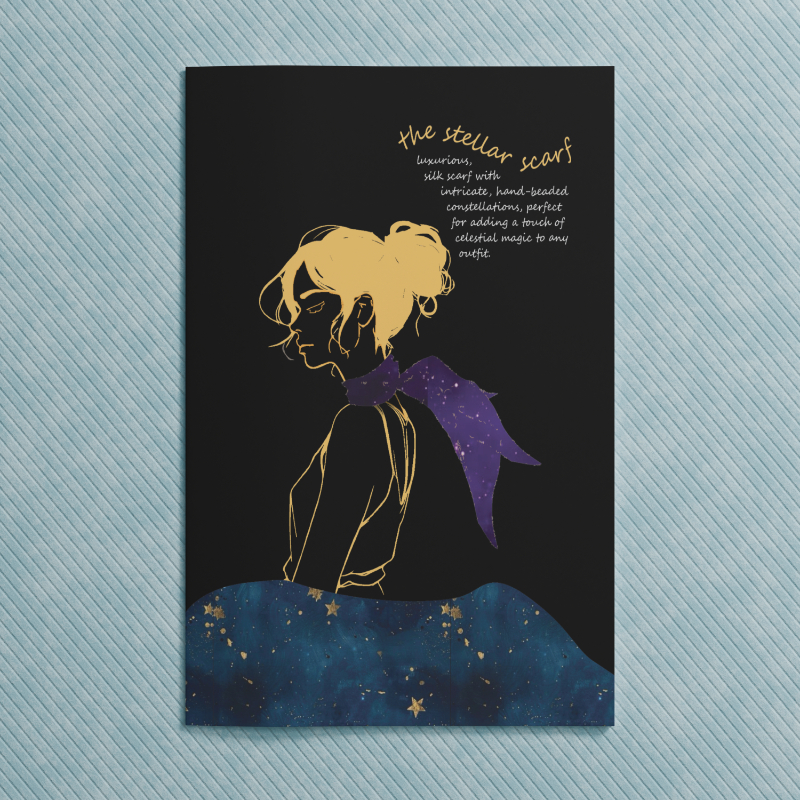 the stellar scarf
luxurious,
silk scarf with
intricate, hand-beaded
constellations, perfect
for adding a touch of
celestial magic to any
outfit.